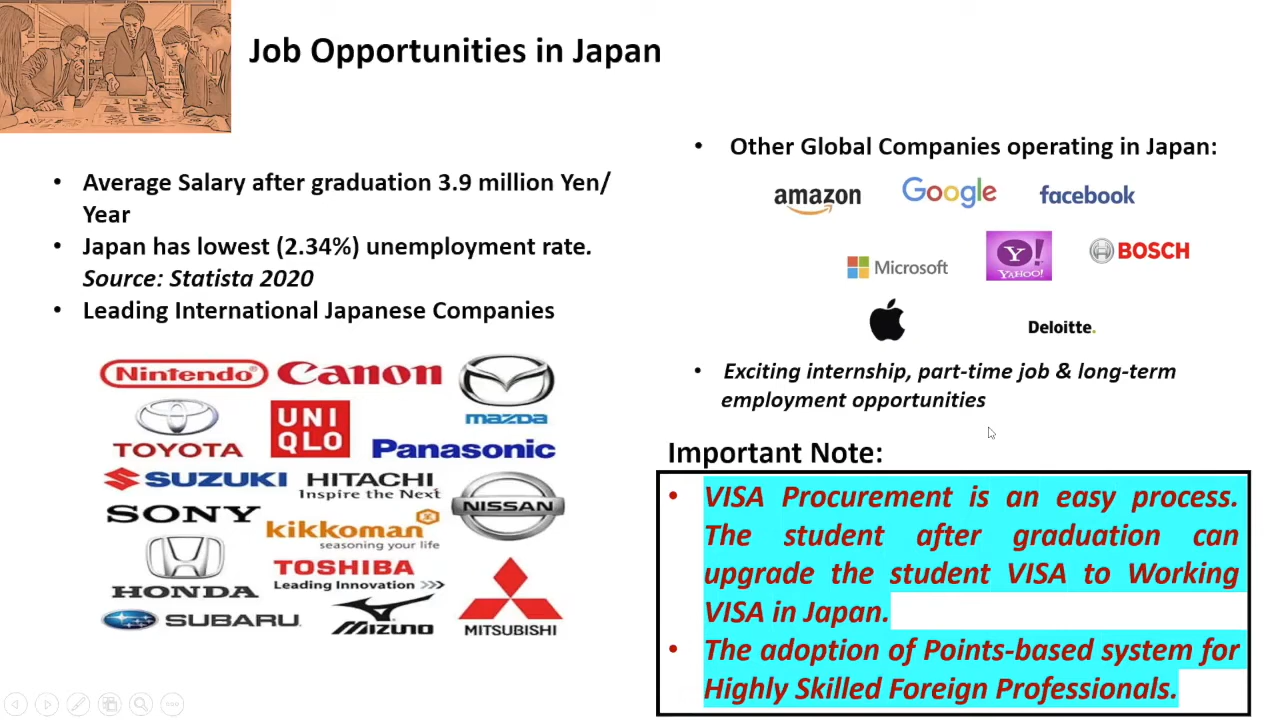 Job Opportunities in Japan
• Average Salary after graduation 3.9 million Yen/
Year
• Japan has lowest (2.34%) unemployment rate.
Source: Statista 2020
• Leading International Japanese Companies
Nintendo®
Canon
mazda
TOYOTA
UNI
QLO
Panasonic
SUZUKI
HITACHI
Inspire the Next
NISSAN
SONY
kikkoman
seasoning your life
HONDA
TOSHIBA
Leading Innovation >>>
SUBARU
MIZUNO
MITSUBISHI
• Other Global Companies operating in Japan:
amazon
Google
facebook
Microsoft
Y!
YAHOO!
BOSCH
Deloitte.
• Exciting internship, part-time job & long-term
employment opportunities
Important Note:
• VISA Procurement is an easy process.
The student after graduation can
upgrade the student VISA to Working
VISA in Japan.
• The adoption of Points-based system for
Highly Skilled Foreign Professionals.